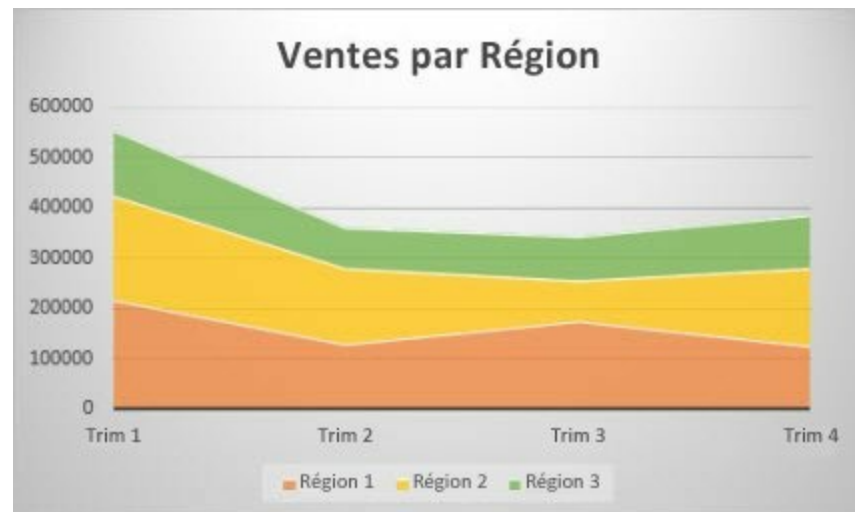 Ventes par Région
600000
500000
400000
300000
200000
100000
0
Trim 1 Trim 2 Trim 3 Trim 4
Région 1 Région 2 Région 3